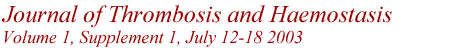 Journal of Thrombosis and Haemostasis
Volume 1, Supplement 1, July 12-18 2003